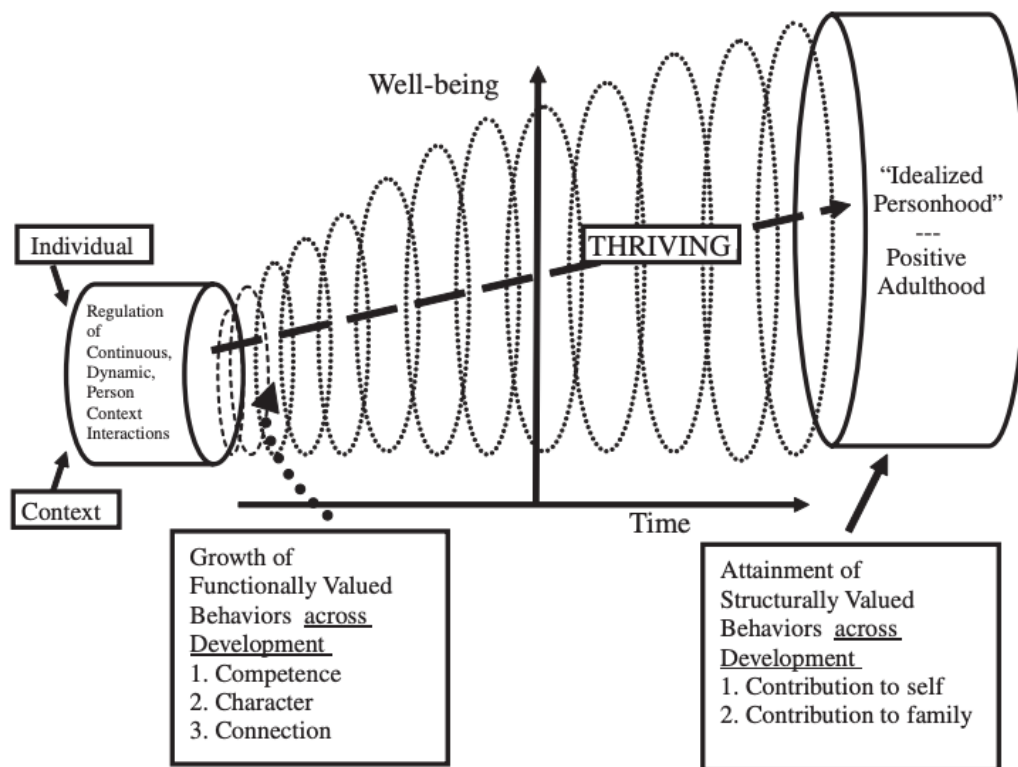 Well-being
"Idealized
Personhood"
---
Positive
Adulthood
THRIVING
Individual
Regulation
of
Continuous,
Dynamic,
Person
Context
Interactions
Context
Time
Growth of
Functionally Valued
Behaviors across
Development
1. Competence
2. Character
3. Connection
Attainment of
Structurally Valued
Behaviors across
Development
1. Contribution to self
2. Contribution to family